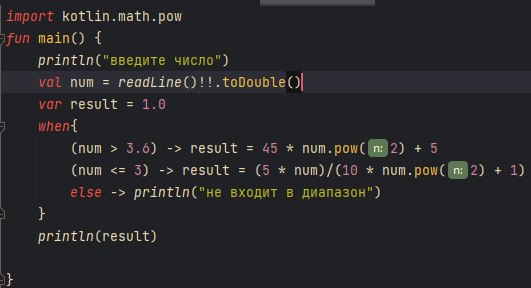 import kotlin.math.pow
fun main() {
println("введите число")
val num = readLine()!!.toDouble()
var result = 1.0
when{
(num > 3.6) -> result = 45 * num.pow( n: 2) + 5
(num <= 3) -> result = (5 * num)/(10 * num.pow( n: 2) + 1)
else -> println("не входит в диапазон")
}
println(result)
}